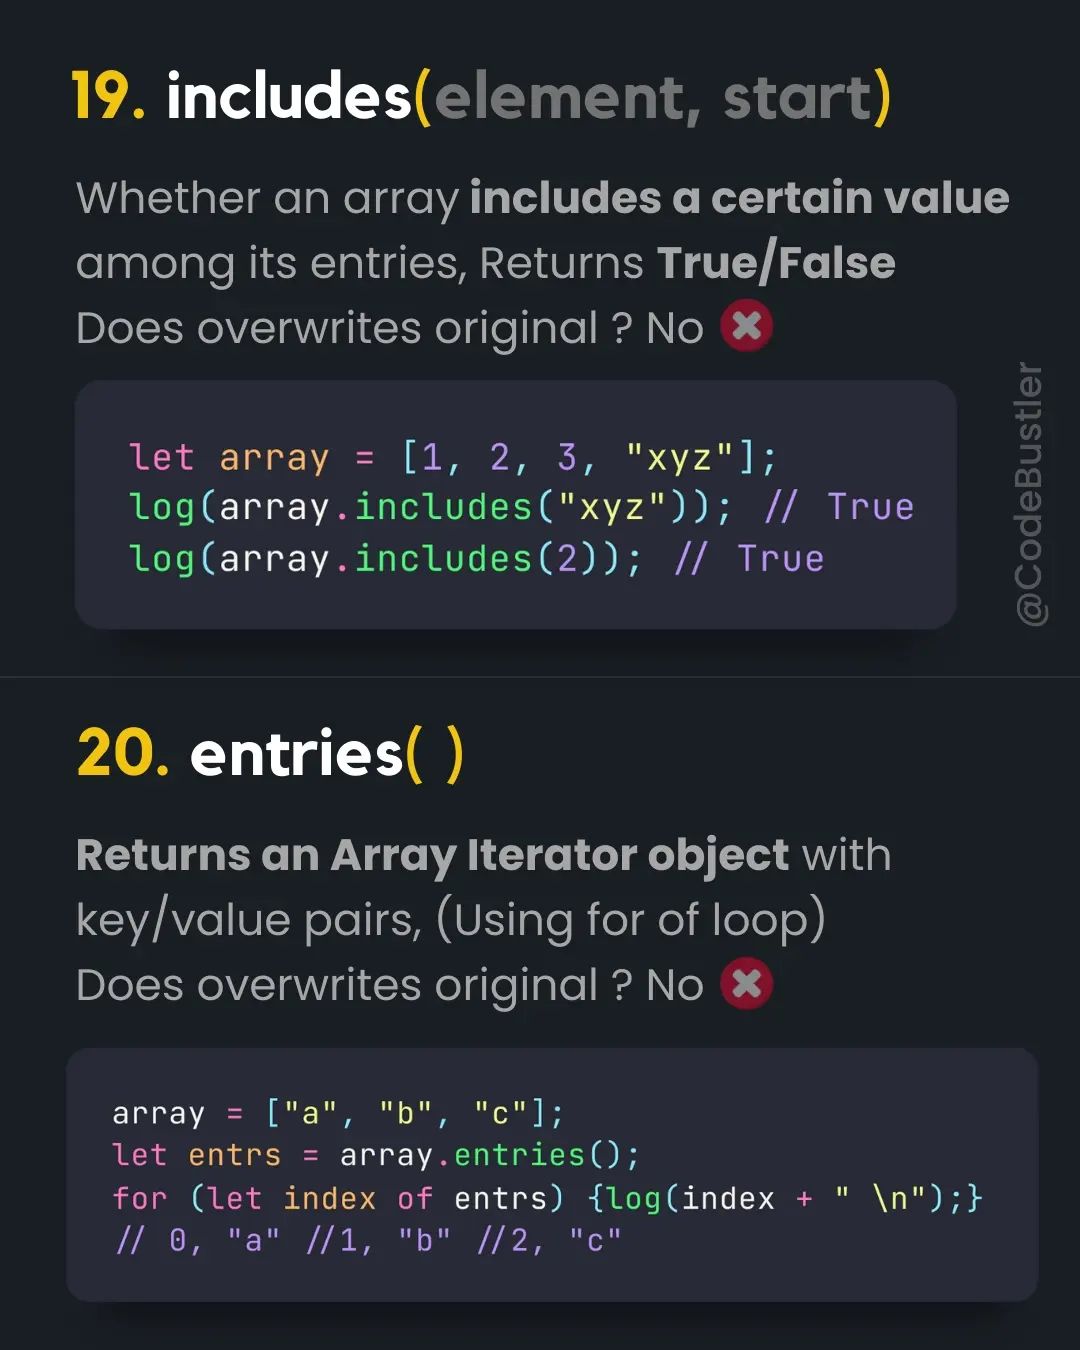 19. includes(element, start)
Whether an array includes a certain value
among its entries, Returns True/False
Does overwrites original ? No ✖
let array = [1, 2, 3, "xyz"];
log(array.includes("xyz")); // True
log(array.includes(2)); // True
@CodeBustler
20. entries( )
Returns an Array Iterator object with
key/value pairs, (Using for of loop)
Does overwrites original ? No ✖
array = ["a", "b", "c"];
let entrs = array.entries();
for (let index of entrs) {log(index + " \n");}
// 0, "a" //1, "b" //2, "c"